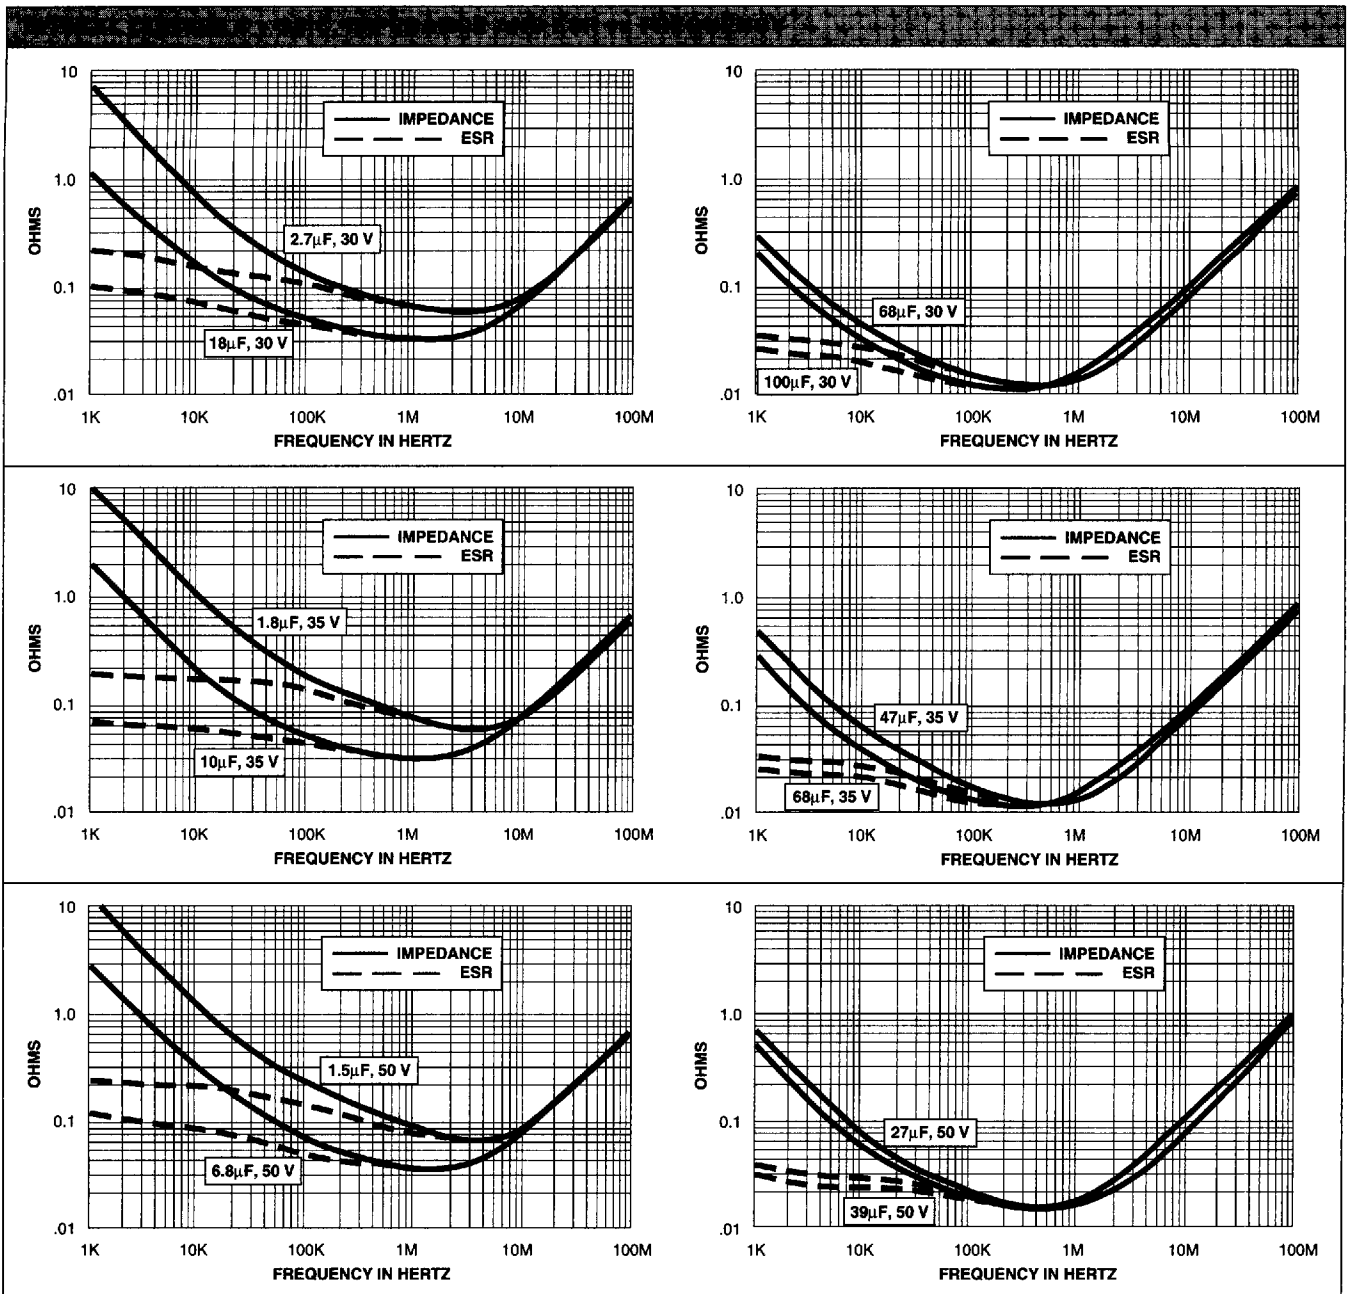 10
1.0
0.1
.01
OHMS
IMPEDANCE
ESR
2.7µF, 30 V
18µF, 30 V
1K 10K 100K 1M 10M 100M
FREQUENCY IN HERTZ
10
1.0
0.1
.01
OHMS
IMPEDANCE
ESR
68µF, 30 V
100µF, 30 V
1K 10K 100K 1M 10M 100M
FREQUENCY IN HERTZ
10
1.0
0.1
.01
OHMS
IMPEDANCE
ESR
1.8µF, 35 V
10µF, 35 V
1K 10K 100K 1M 10M 100M
FREQUENCY IN HERTZ
10
1.0
0.1
.01
OHMS
IMPEDANCE
ESR
47µF, 35 V
68µF, 35 V
1K 10K 100K 1M 10M 100M
FREQUENCY IN HERTZ
10
1.0
0.1
.01
OHMS
IMPEDANCE
ESR
1.5µF, 50 V
6.8µF, 50 V
1K 10K 100K 1M 10M 100M
FREQUENCY IN HERTZ
10
1.0
0.1
.01
OHMS
IMPEDANCE
ESR
27µF, 50 V
39µF, 50 V
1K 10K 100K 1M 10M 100M
FREQUENCY IN HERTZ